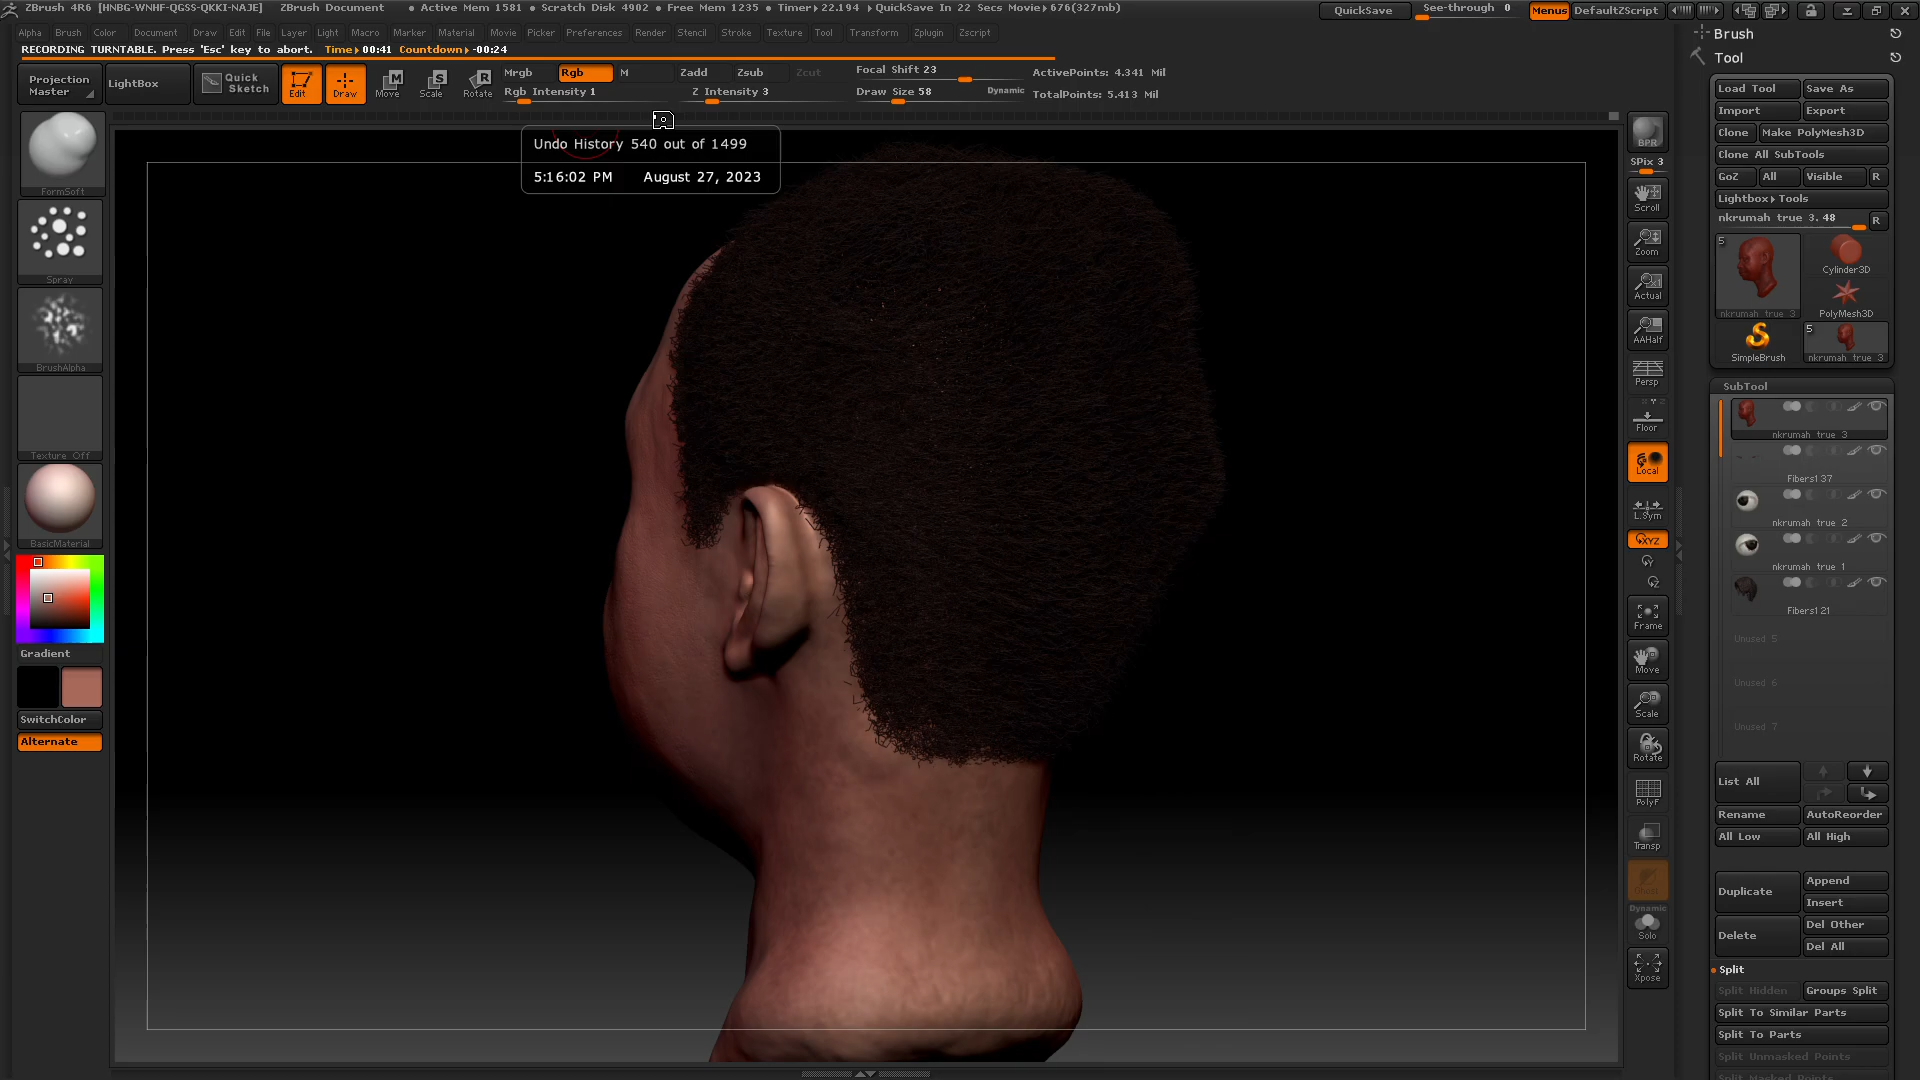 ZBrush 4R6 [HNBG-WNHF-QGSS-QKKI-NAJE] ZBrush Document • Active Mem 1581 • Scratch Disk 4902 • Free Mem 1235 • Timer▸22.194 ▸QuickSave In 22 Secs Movie▸676(327mb) QuickSave See-through 0 Menus DefaultZScript
Alpha Brush Color Document Draw Edit File Layer Light Macro Marker Material Movie Picker Preferences Render Stencil Stroke Texture Tool Transform Zplugin Zscript
RECORDING TURNTABLE. Press 'Esc' key to abort. Time▸00:41 Countdown▸-00:24
Projection Master
LightBox
Quick Sketch
Edit
Draw
Move
Scale
Rotate
Mrgb Rgb M Zadd Zsub Zcut
Rgb Intensity 1 Z Intensity 3
Focal Shift 23
Draw Size 58 Dynamic
ActivePoints: 4.341 Mil
TotalPoints: 5.413 Mil
Undo History 540 out of 1499
5:16:02 PM August 27, 2023
FormSoft
Spray
BrushAlpha
Texture Off
BasicMaterial
Gradient
SwitchColor
Alternate
BPR
SPix 3
Scroll
Zoom
Actual
AAHalf
Persp
Floor
Local
L.Sym
XYZ
Y
Z
Frame
Move
Scale
Rotate
PolyF
Transp
Ghost
Dynamic
Solo
Xpose
Brush
Tool
Load Tool Save As
Import Export
Clone Make PolyMesh3D
Clone All SubTools
GoZ All Visible R
Lightbox▸Tools
nkrumah true 3. 48 R
5
nkrumah true 3
Cylinder3D
PolyMesh3D
SimpleBrush
5
nkrumah true 3
SubTool
nkrumah true 3
Fibers137
nkrumah true 2
nkrumah true 1
Fibers121
Unused 5
Unused 6
Unused 7
List All
Rename AutoReorder
All Low All High
Duplicate Append
Insert
Delete Del Other
Del All
Split
Split Hidden Groups Split
Split To Similar Parts
Split To Parts
Split Unmasked Points
Split Masked Points